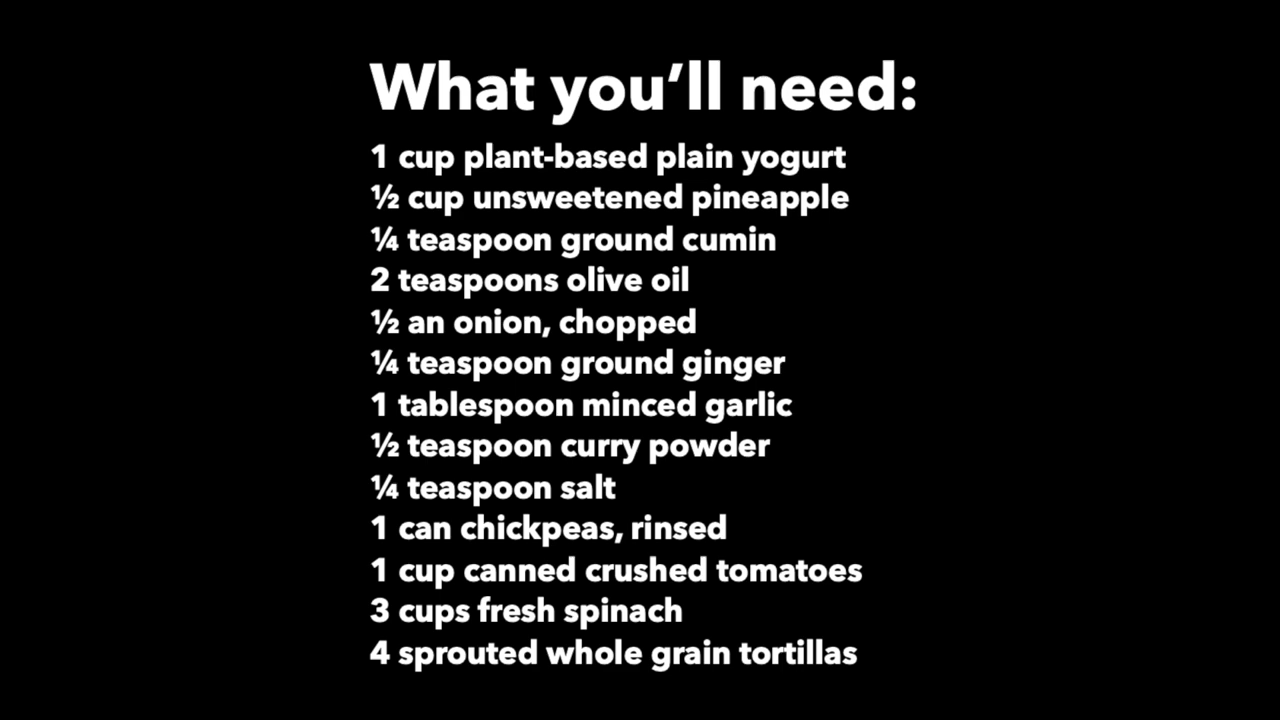 What you’ll need:
1 cup plant-based plain yogurt
½ cup unsweetened pineapple
¼ teaspoon ground cumin
2 teaspoons olive oil
½ an onion, chopped
¼ teaspoon ground ginger
1 tablespoon minced garlic
½ teaspoon curry powder
¼ teaspoon salt
1 can chickpeas, rinsed
1 cup canned crushed tomatoes
3 cups fresh spinach
4 sprouted whole grain tortillas